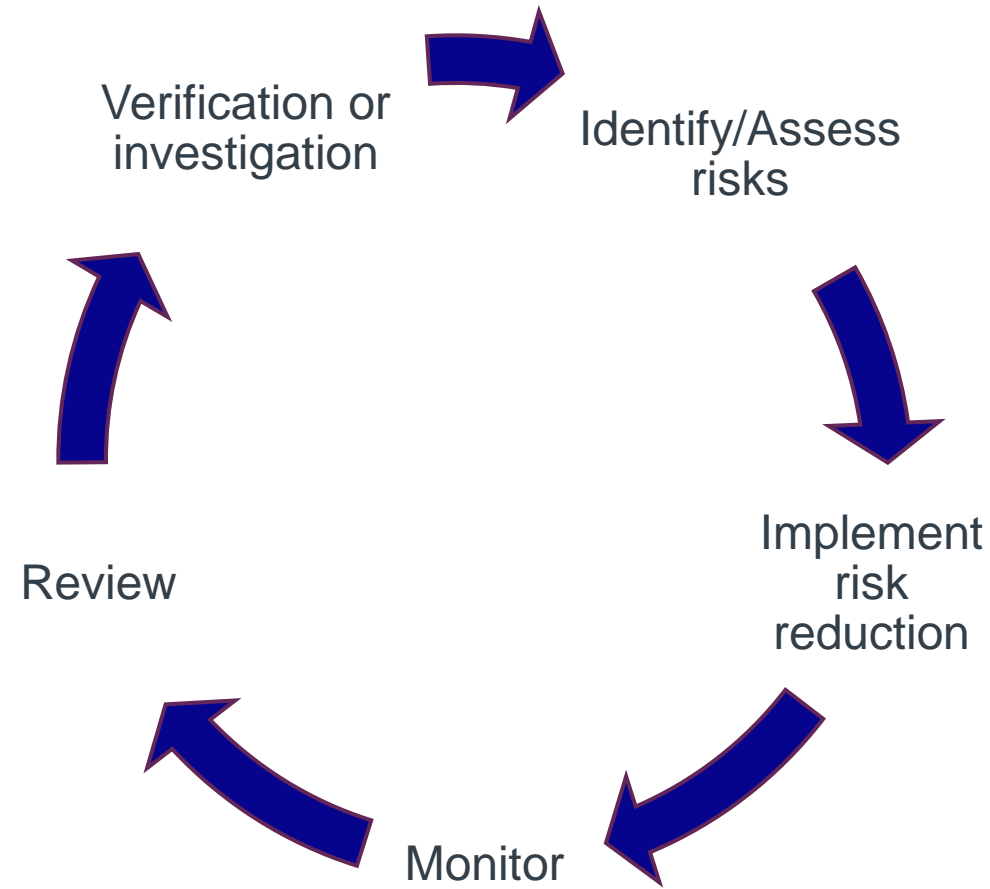 Verification or
investigation
Identify/Assess
risks
Implement
risk
reduction
Monitor
Review